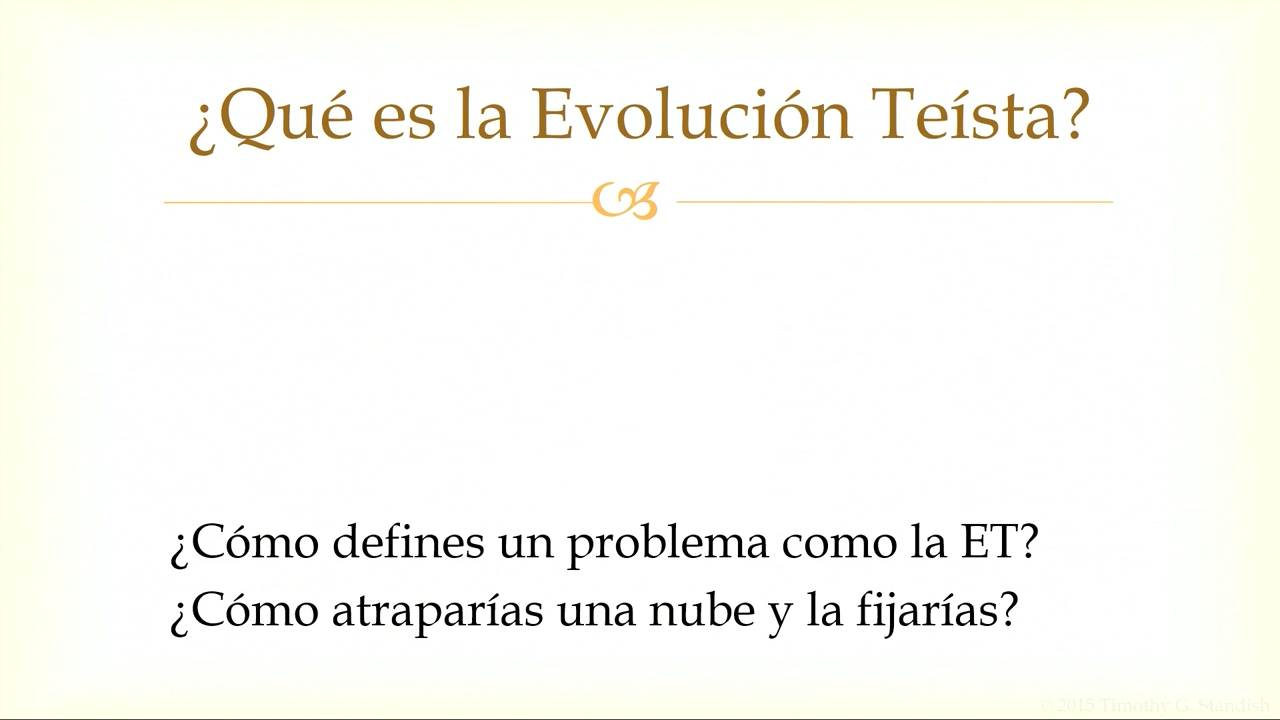 ¿Qué es la Evolución Teísta?
¿Cómo defines un problema como la ET?
¿Cómo atraparías una nube y la fijarías?
© 2015 Timothy G. Standish